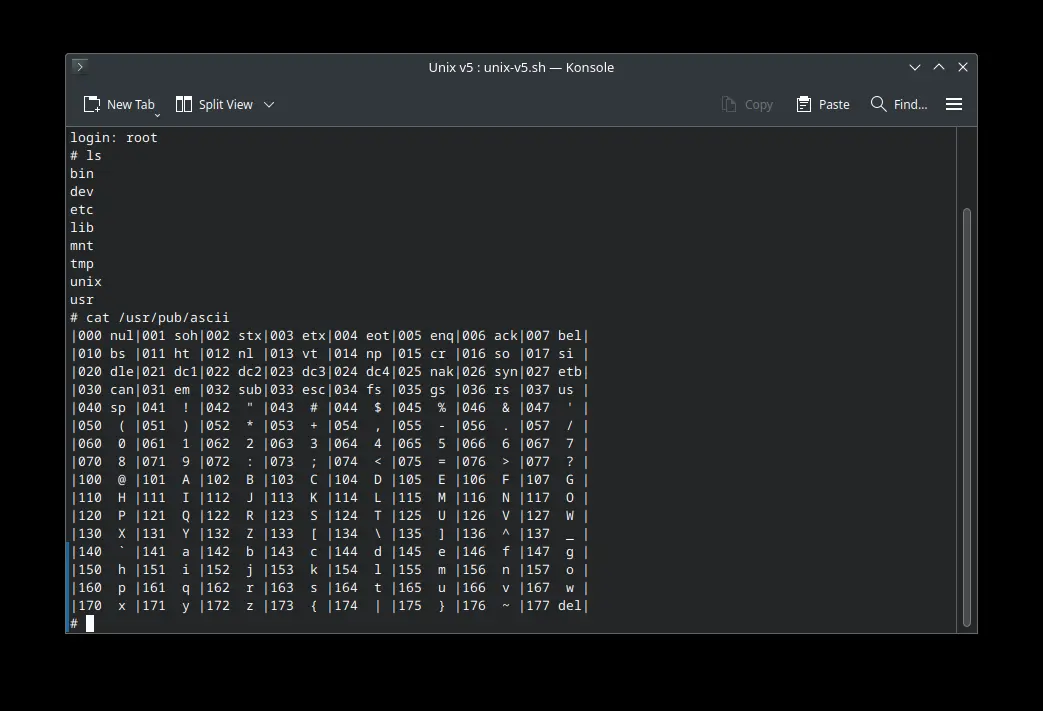 Unix v5 : unix-v5.sh — Konsole
New Tab Split View Copy Paste Find...
login: root
# ls
bin
dev
etc
lib
mnt
tmp
unix
usr
# cat /usr/pub/ascii
|000 nul|001 soh|002 stx|003 etx|004 eot|005 enq|006 ack|007 bel|
|010 bs |011 ht |012 nl |013 vt |014 np |015 cr |016 so |017 si |
|020 dle|021 dc1|022 dc2|023 dc3|024 dc4|025 nak|026 syn|027 etb|
|030 can|031 em |032 sub|033 esc|034 fs |035 gs |036 rs |037 us |
|040 sp |041  ! |042  " |043  # |044  $ |045  % |046  & |047  ' |
|050  ( |051  ) |052  * |053  + |054  , |055  - |056  . |057  / |
|060  0 |061  1 |062  2 |063  3 |064  4 |065  5 |066  6 |067  7 |
|070  8 |071  9 |072  : |073  ; |074  < |075  = |076  > |077  ? |
|100  @ |101  A |102  B |103  C |104  D |105  E |106  F |107  G |
|110  H |111  I |112  J |113  K |114  L |115  M |116  N |117  O |
|120  P |121  Q |122  R |123  S |124  T |125  U |126  V |127  W |
|130  X |131  Y |132  Z |133  [ |134  \ |135  ] |136  ^ |137  _ |
|140  ` |141  a |142  b |143  c |144  d |145  e |146  f |147  g |
|150  h |151  i |152  j |153  k |154  l |155  m |156  n |157  o |
|160  p |161  q |162  r |163  s |164  t |165  u |166  v |167  w |
|170  x |171  y |172  z |173  { |174  | |175  } |176  ~ |177 del|
#